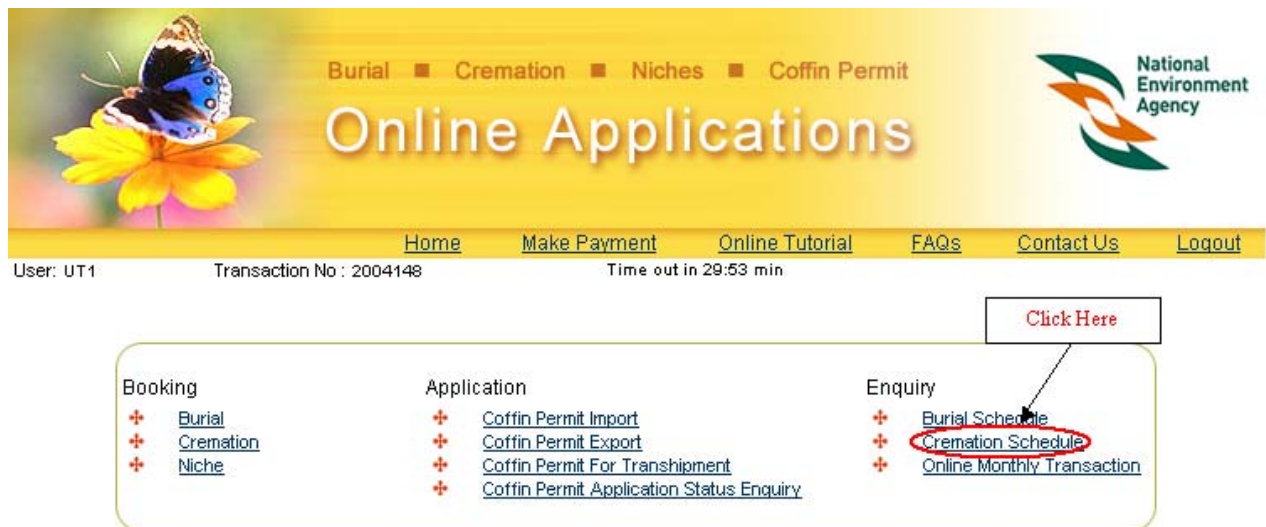 Burial ■ Cremation ■ Niches ■ Coffin Permit
Online Applications
National
Environment
Agency
Home Make Payment Online Tutorial FAQs Contact Us Logout
User: UT1 Transaction No : 2004148 Time out in 29:53 min
Click Here
Booking
Burial
Cremation
Niche
Application
Coffin Permit Import
Coffin Permit Export
Coffin Permit For Transhipment
Coffin Permit Application Status Enquiry
Enquiry
Burial Schedule
Cremation Schedule
Online Monthly Transaction